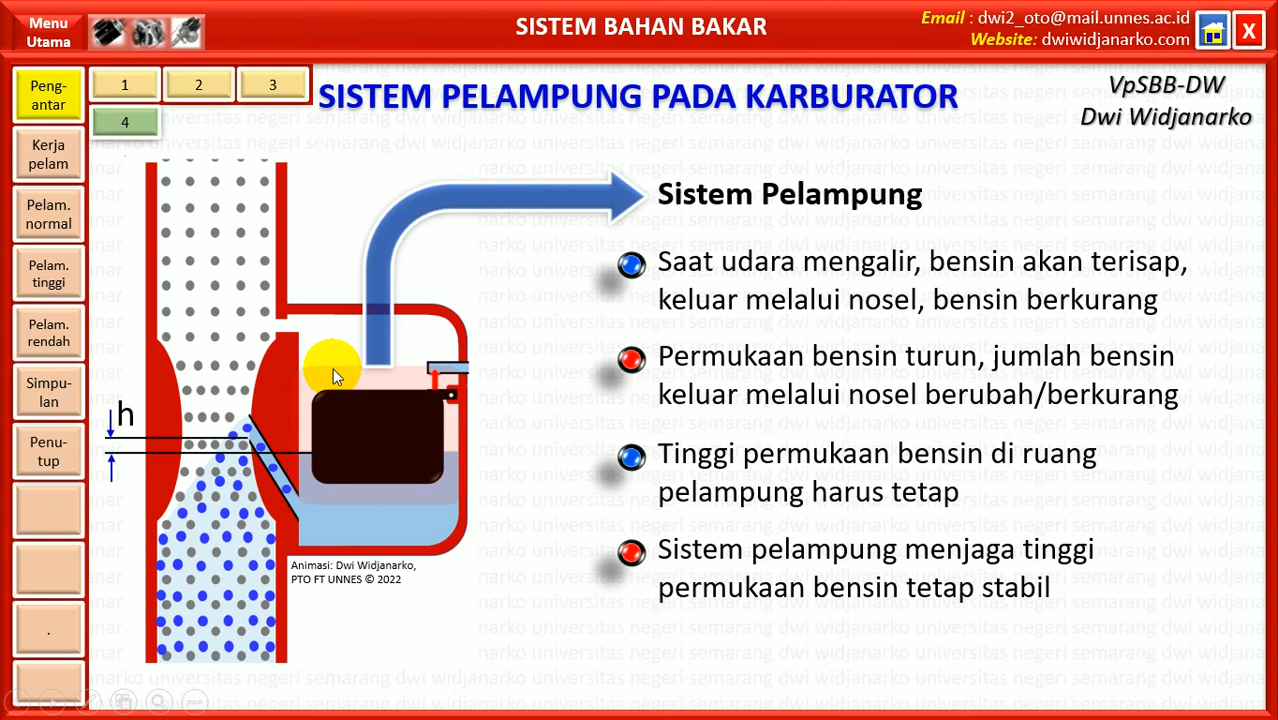 Menu
Utama
SISTEM BAHAN BAKAR
Email : dwi2_oto@mail.unnes.ac.id
Website: dwiwidjanarko.com
X
Peng-
antar
1
2
3
4
SISTEM PELAMPUNG PADA KARBURATOR
VpSBB-DW
Dwi Widjanarko
Kerja
pelam
Pelam.
normal
Pelam.
tinggi
Pelam.
rendah
Simpu-
lan
Penu-
tup
.
h
Animasi: Dwi Widjanarko,
PTO FT UNNES © 2022
Sistem Pelampung
Saat udara mengalir, bensin akan terisap,
keluar melalui nosel, bensin berkurang
Permukaan bensin turun, jumlah bensin
keluar melalui nosel berubah/berkurang
Tinggi permukaan bensin di ruang
pelampung harus tetap
Sistem pelampung menjaga tinggi
permukaan bensin tetap stabil